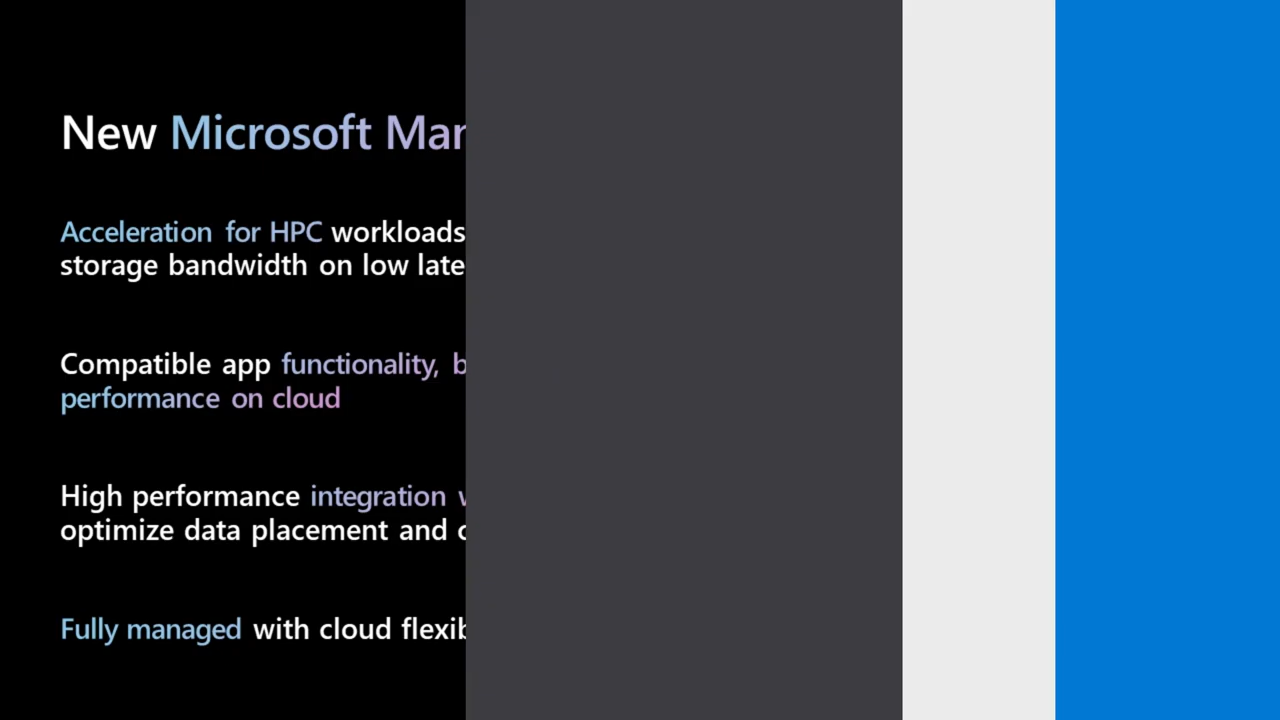 New Microsoft Mar
Acceleration for HPC workloads
storage bandwidth on low late
Compatible app functionality, b
performance on cloud
High performance integration
optimize data placement and
Fully managed with cloud flexib